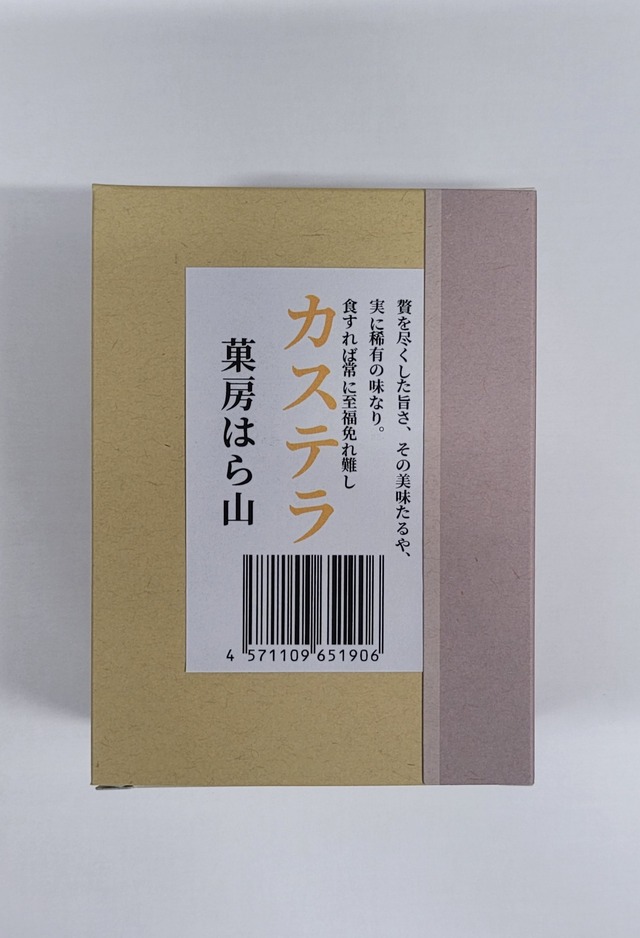 贅を尽くした旨さ、その美味たるや、
実に稀有の味なり。
食すれば常に至福免れ難し
カステラ
菓房はら山
4 571109 651906